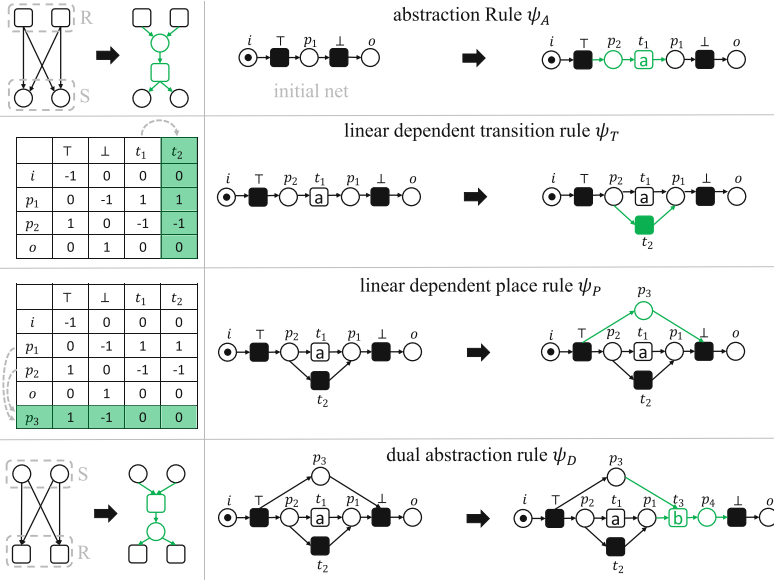 abstraction Rule ψ_A
R
S
i ⊤ p₁ ⊥ o
initial net
i ⊤ p₂ t₁ p₁ ⊥ o
a
linear dependent transition rule ψ_T
⊤ ⊥ t₁ t₂
i -1 0 0 0
p₁ 0 -1 1 1
p₂ 1 0 -1 -1
o 0 1 0 0
i ⊤ p₂ t₁ p₁ ⊥ o
a
i ⊤ p₂ t₁ p₁ ⊥ o
a
t₂
linear dependent place rule ψ_P
⊤ ⊥ t₁ t₂
i -1 0 0 0
p₁ 0 -1 1 1
p₂ 1 0 -1 -1
o 0 1 0 0
p₃ 1 -1 0 0
i ⊤ p₂ t₁ p₁ ⊥ o
a
t₂
p₃
i ⊤ p₂ t₁ p₁ ⊥ o
a
t₂
dual abstraction rule ψ_D
S
R
p₃
i ⊤ p₂ t₁ p₁ ⊥ o
a
t₂
p₃
i ⊤ p₂ t₁ p₁ t₃ p₄ ⊥ o
a b
t₂